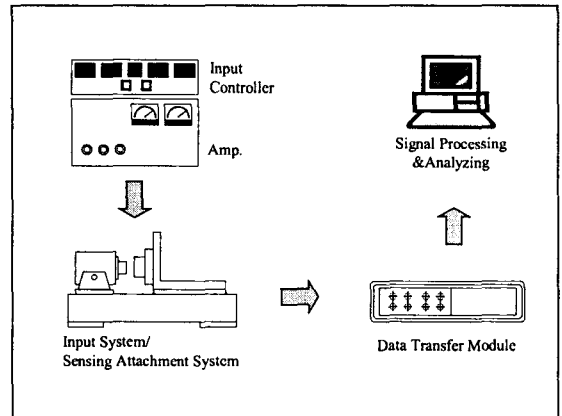 Input
Controller
Amp.
Input System/
Sensing Attachment System
Signal Processing
&Analyzing
Data Transfer Module